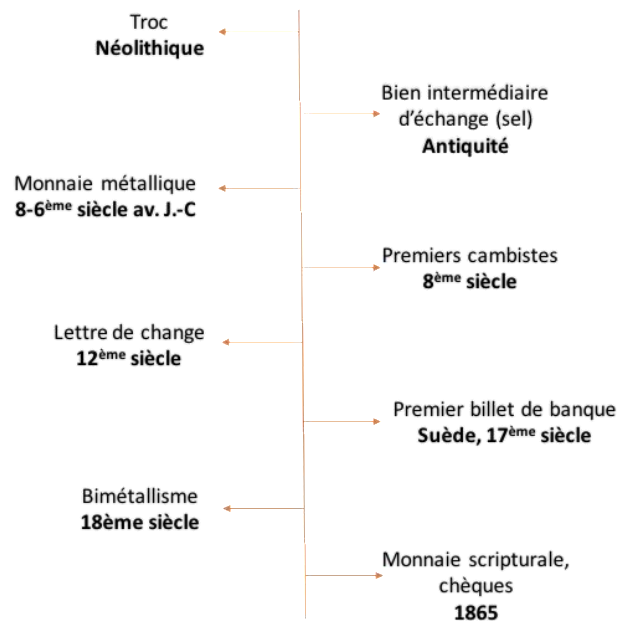 Troc
Néolithique
Bien intermédiaire
d'échange (sel)
Antiquité
Monnaie métallique
8-6ème siècle av. J.-C
Premiers cambistes
8ème siècle
Lettre de change
12ème siècle
Premier billet de banque
Suède, 17ème siècle
Bimétallisme
18ème siècle
Monnaie scripturale,
chèques
1865